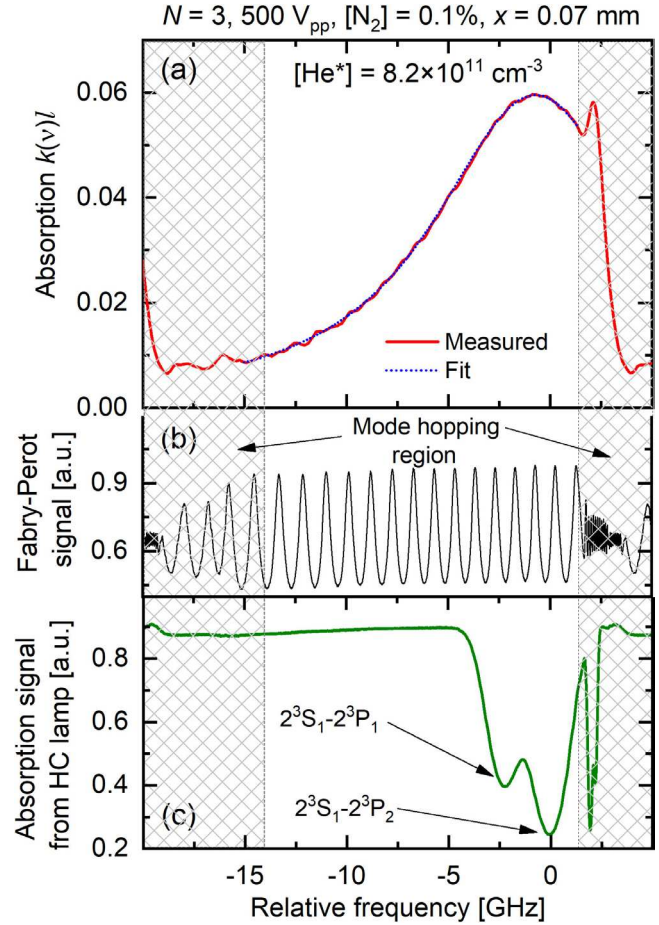 N = 3, 500 Vpp, [N2] = 0.1%, x = 0.07 mm
(a)
[He*] = 8.2×10¹¹ cm⁻³
Absorption k(ν)l
0.06
0.04
0.02
0.00
Measured
Fit
(b)
Mode hopping
region
Fabry-Perot
signal [a.u.]
0.9
0.6
Absorption signal
from HC lamp [a.u.]
0.8
0.6
0.4
0.2
2³S₁-2³P₁
2³S₁-2³P₂
(c)
-15
-10
-5
0
Relative frequency [GHz]